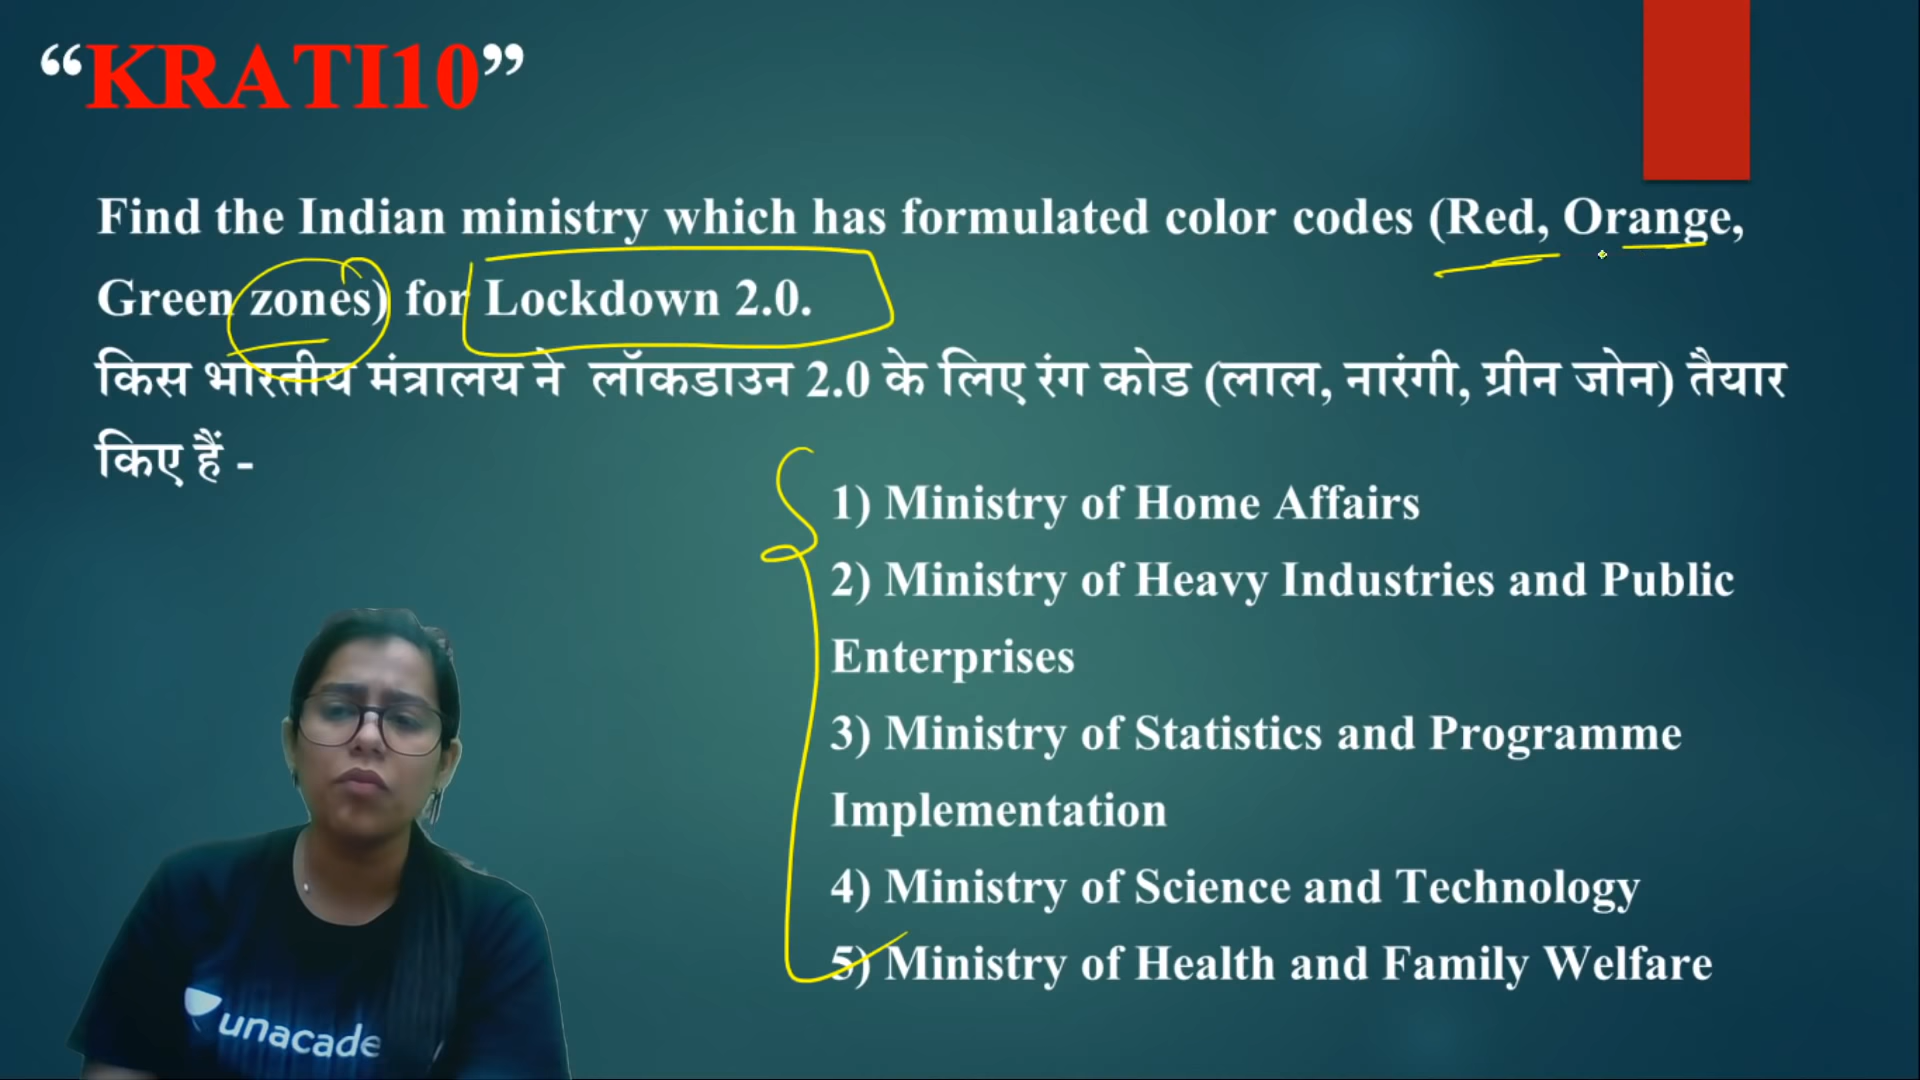 “KRATI10”
Find the Indian ministry which has formulated color codes (Red, Orange,
Green zones) for Lockdown 2.0.
किस भारतीय मंत्रालय ने लॉकडाउन 2.0 के लिए रंग कोड (लाल, नारंगी, ग्रीन जोन) तैयार
किए हैं -
1) Ministry of Home Affairs
2) Ministry of Heavy Industries and Public
Enterprises
3) Ministry of Statistics and Programme
Implementation
4) Ministry of Science and Technology
5) Ministry of Health and Family Welfare
unacade